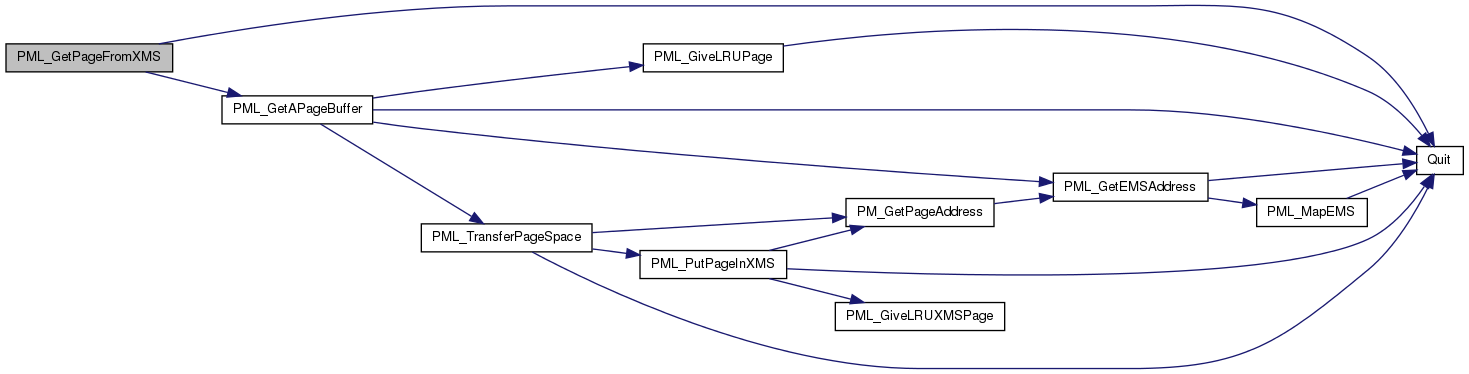 PML_GetPageFromXMS
PML_GiveLRUPage
PML_GetAPageBuffer
Quit
PML_GetEMSAddress
PM_GetPageAddress
PML_MapEMS
PML_TransferPageSpace
PML_PutPageInXMS
PML_GiveLRUXMSPage